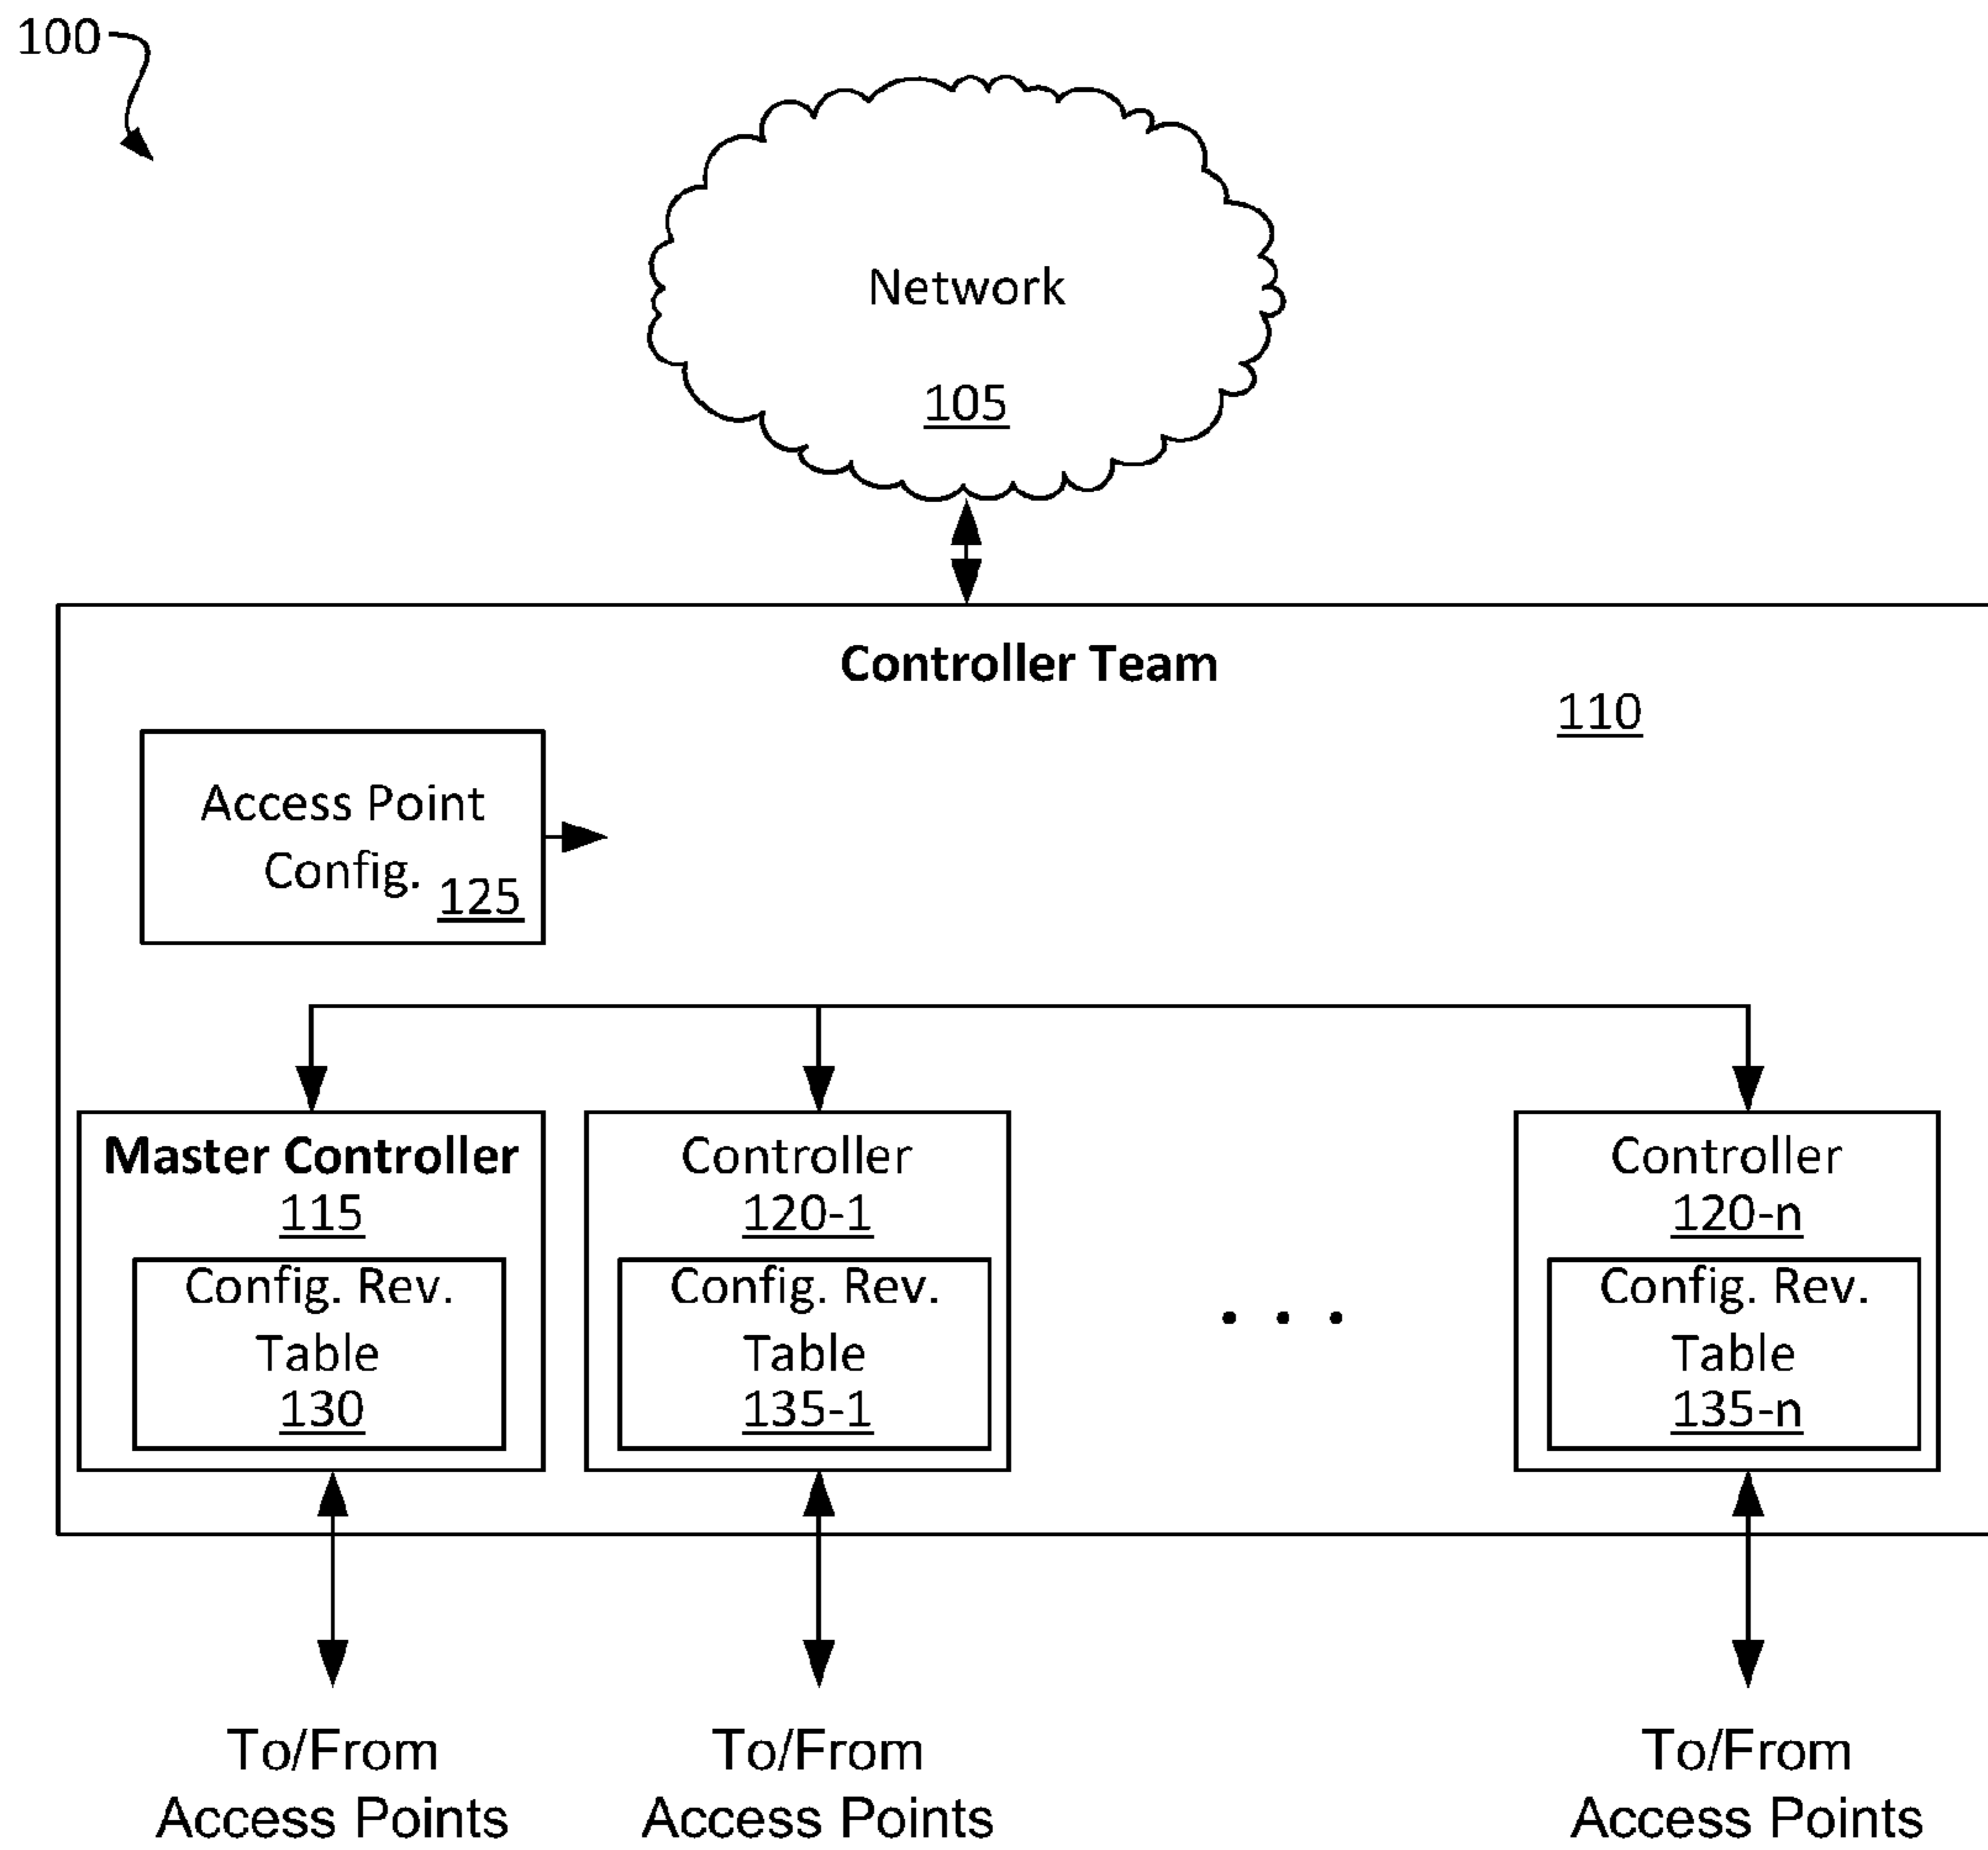 100
Network
105
Controller Team
110
Access Point
Config.
125
Master Controller
115
Config. Rev.
Table
130
Controller
120-1
Config. Rev.
Table
135-1
. . .
Controller
120-n
Config. Rev.
Table
135-n
To/From
Access Points
To/From
Access Points
To/From
Access Points